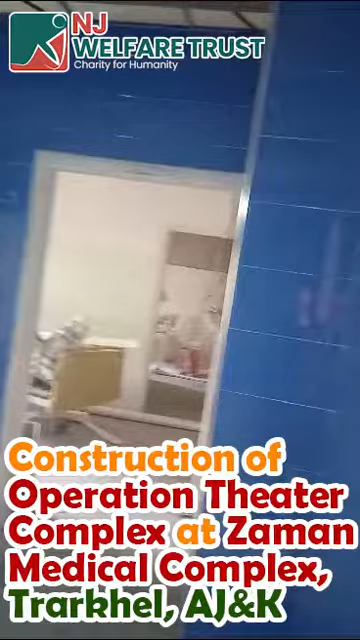 NJ
WELFARE TRUST
Charity for Humanity
Construction of
Operation Theater
Complex at Zaman
Medical Complex,
Trarkhel, AJ&K